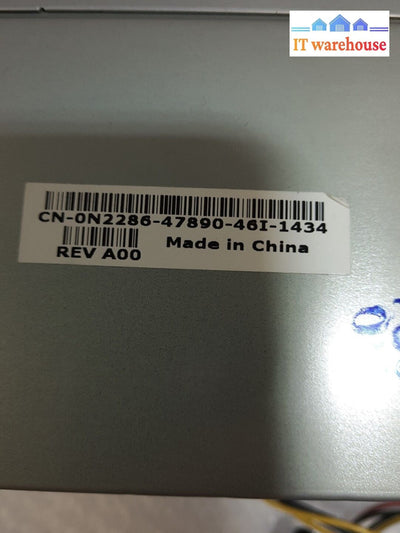 IT warehouse
CN-0N2286-47890-46I-1434
Made in China
REV A00